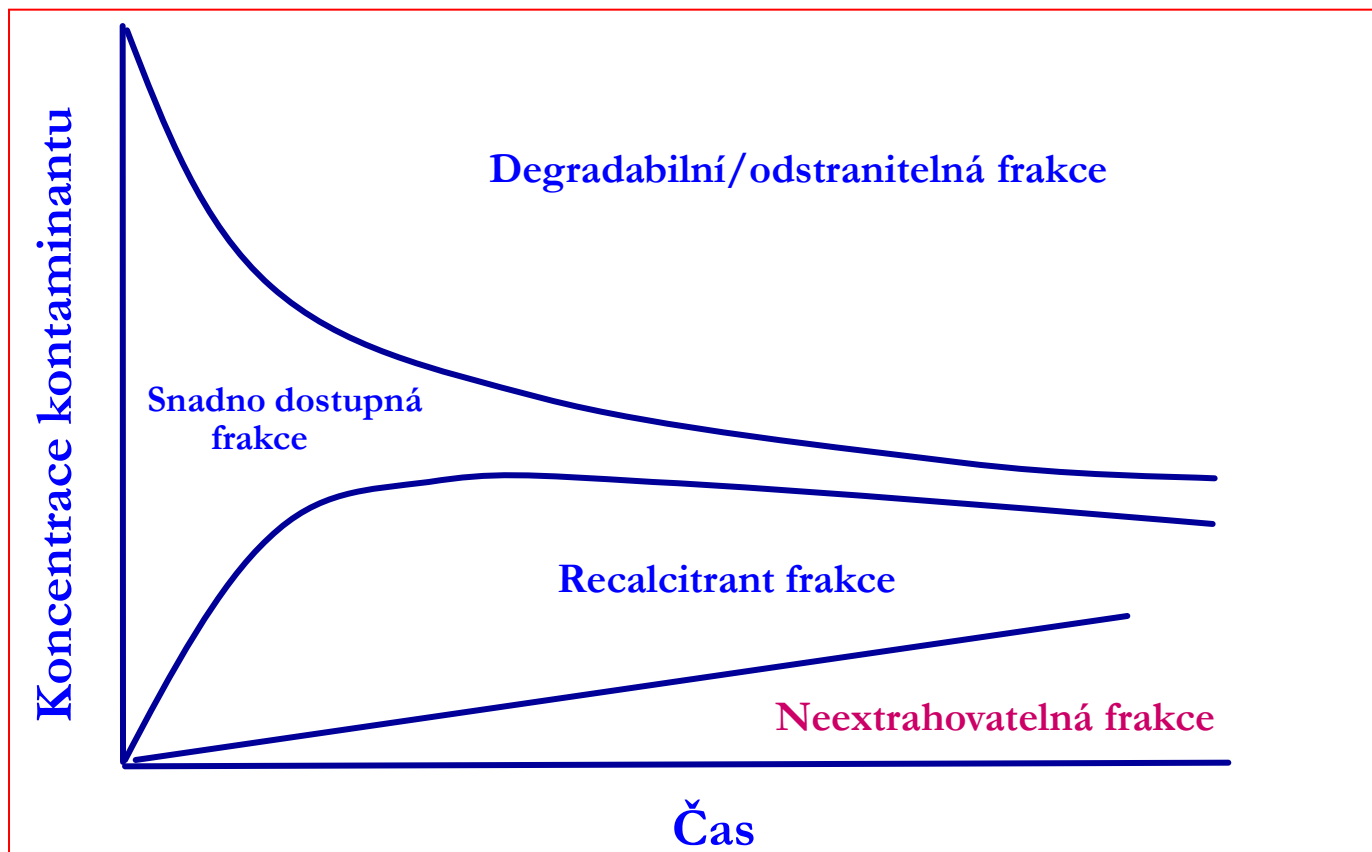 Koncentrace kontaminantu
Degradabilní/odstranitelná frakce
Snadno dostupná
frakce
Recalcitrant frakce
Neextrahovatelná frakce
Čas